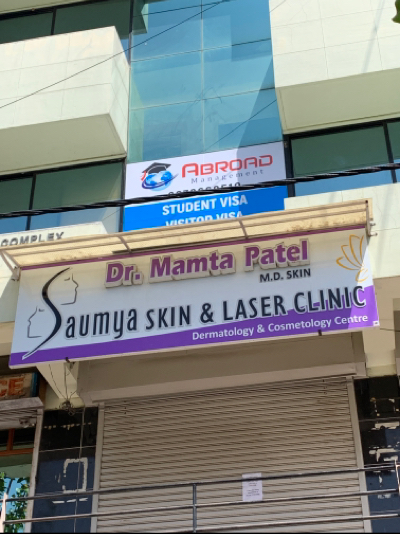 ABROAD
Management
STUDENT VISA
VISITOR VISA
COMPLEX
Dr. Mamta Patel
M.D. SKIN
Saumya SKIN & LASER CLINIC
Dermatology & Cosmetology Centre